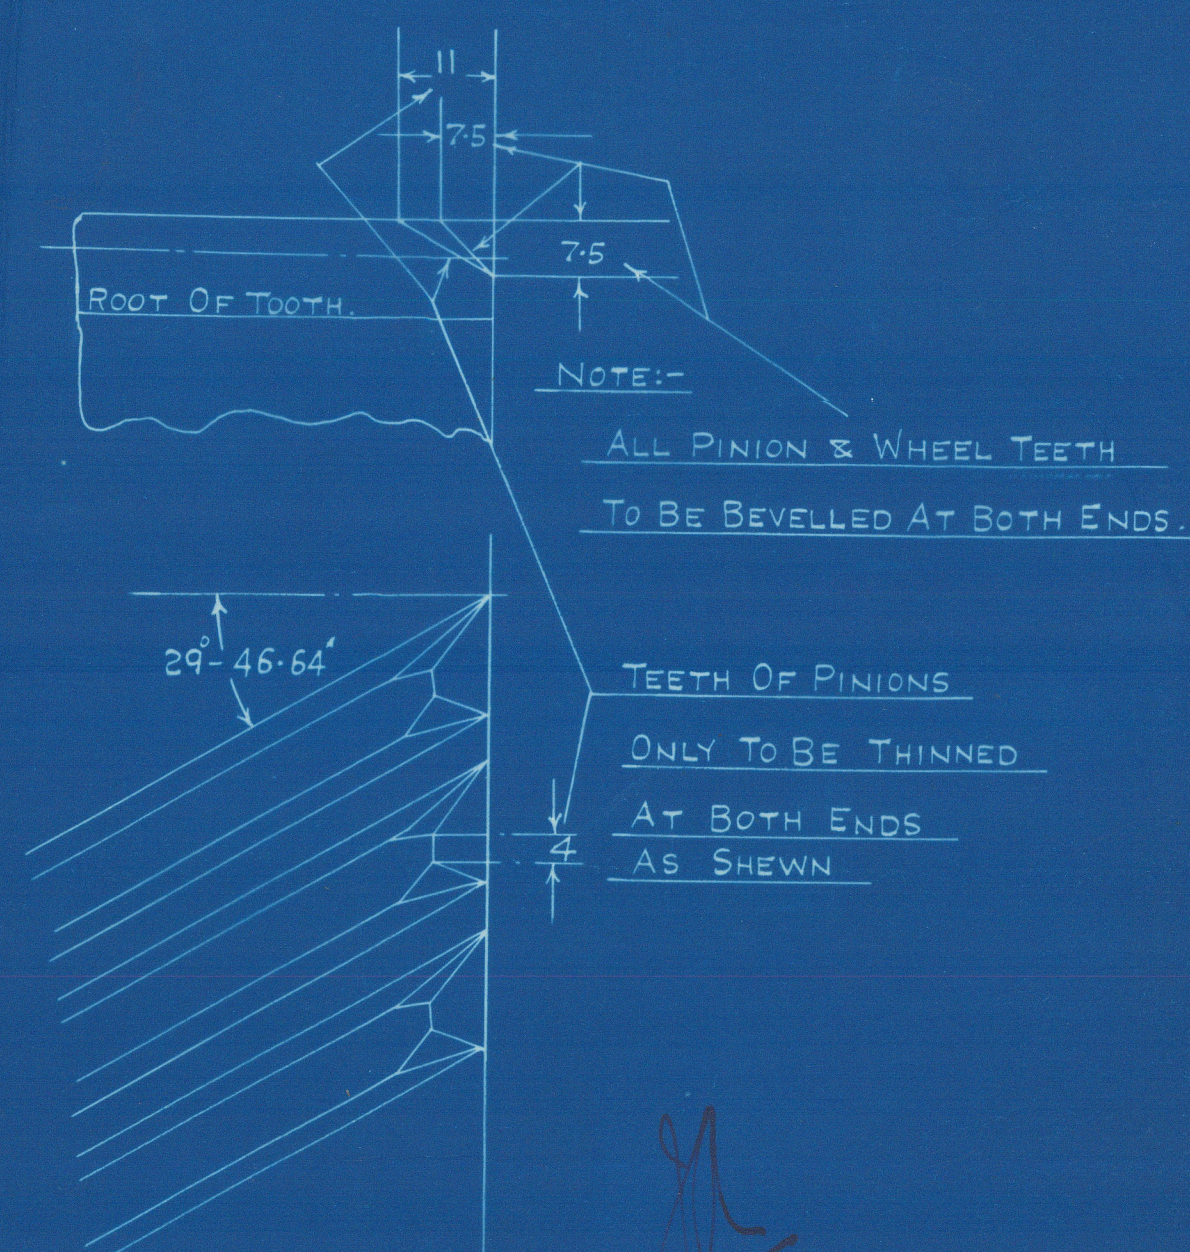 11
7·5
7·5
ROOT OF TOOTH.
NOTE:-
ALL PINION & WHEEL TEETH
TO BE BEVELLED AT BOTH ENDS.
29°- 46·64'
TEETH OF PINIONS
ONLY TO BE THINNED
AT BOTH ENDS
4
AS SHEWN